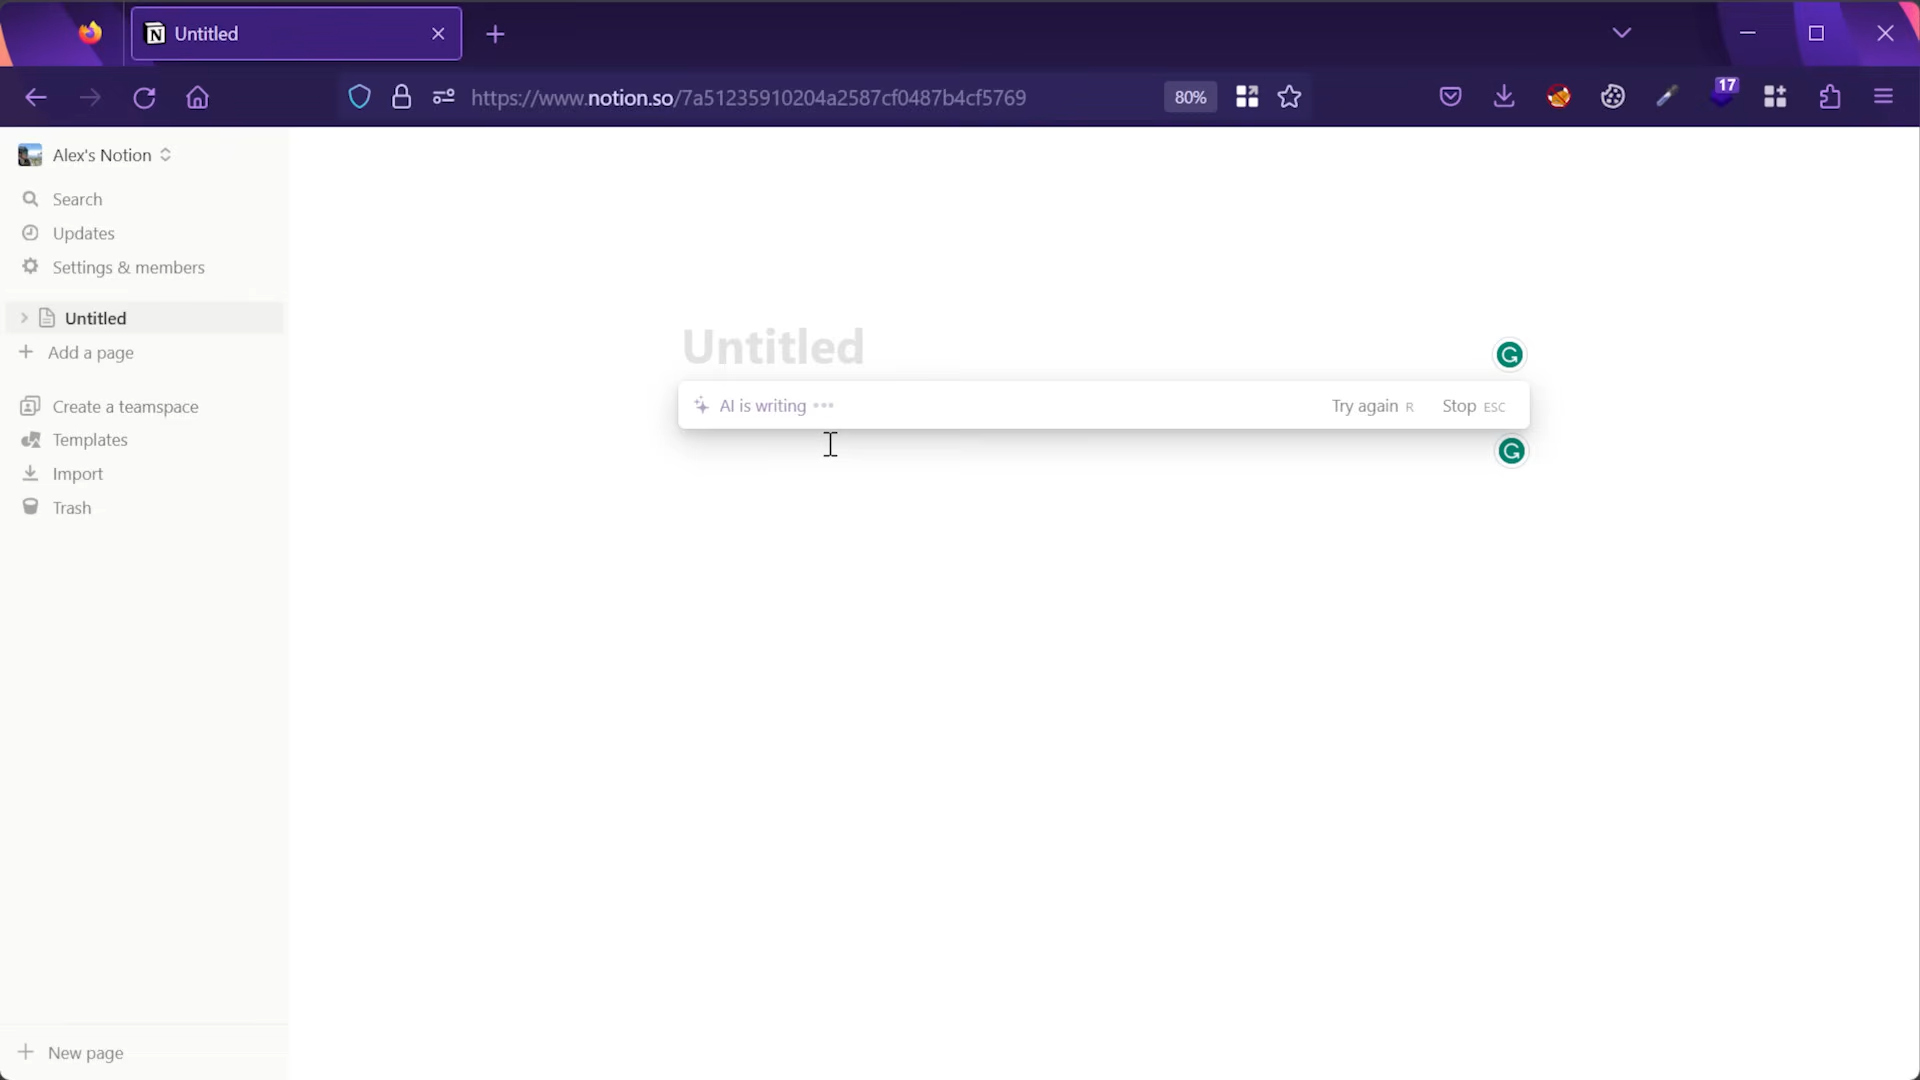 Untitled
https://www.notion.so/7a51235910204a2587cf0487b4cf5769
80%
17
Alex's Notion
Search
Updates
Settings & members
Untitled
Add a page
Create a teamspace
Templates
Import
Trash
New page
Untitled
AI is writing
Try again R
Stop ESC